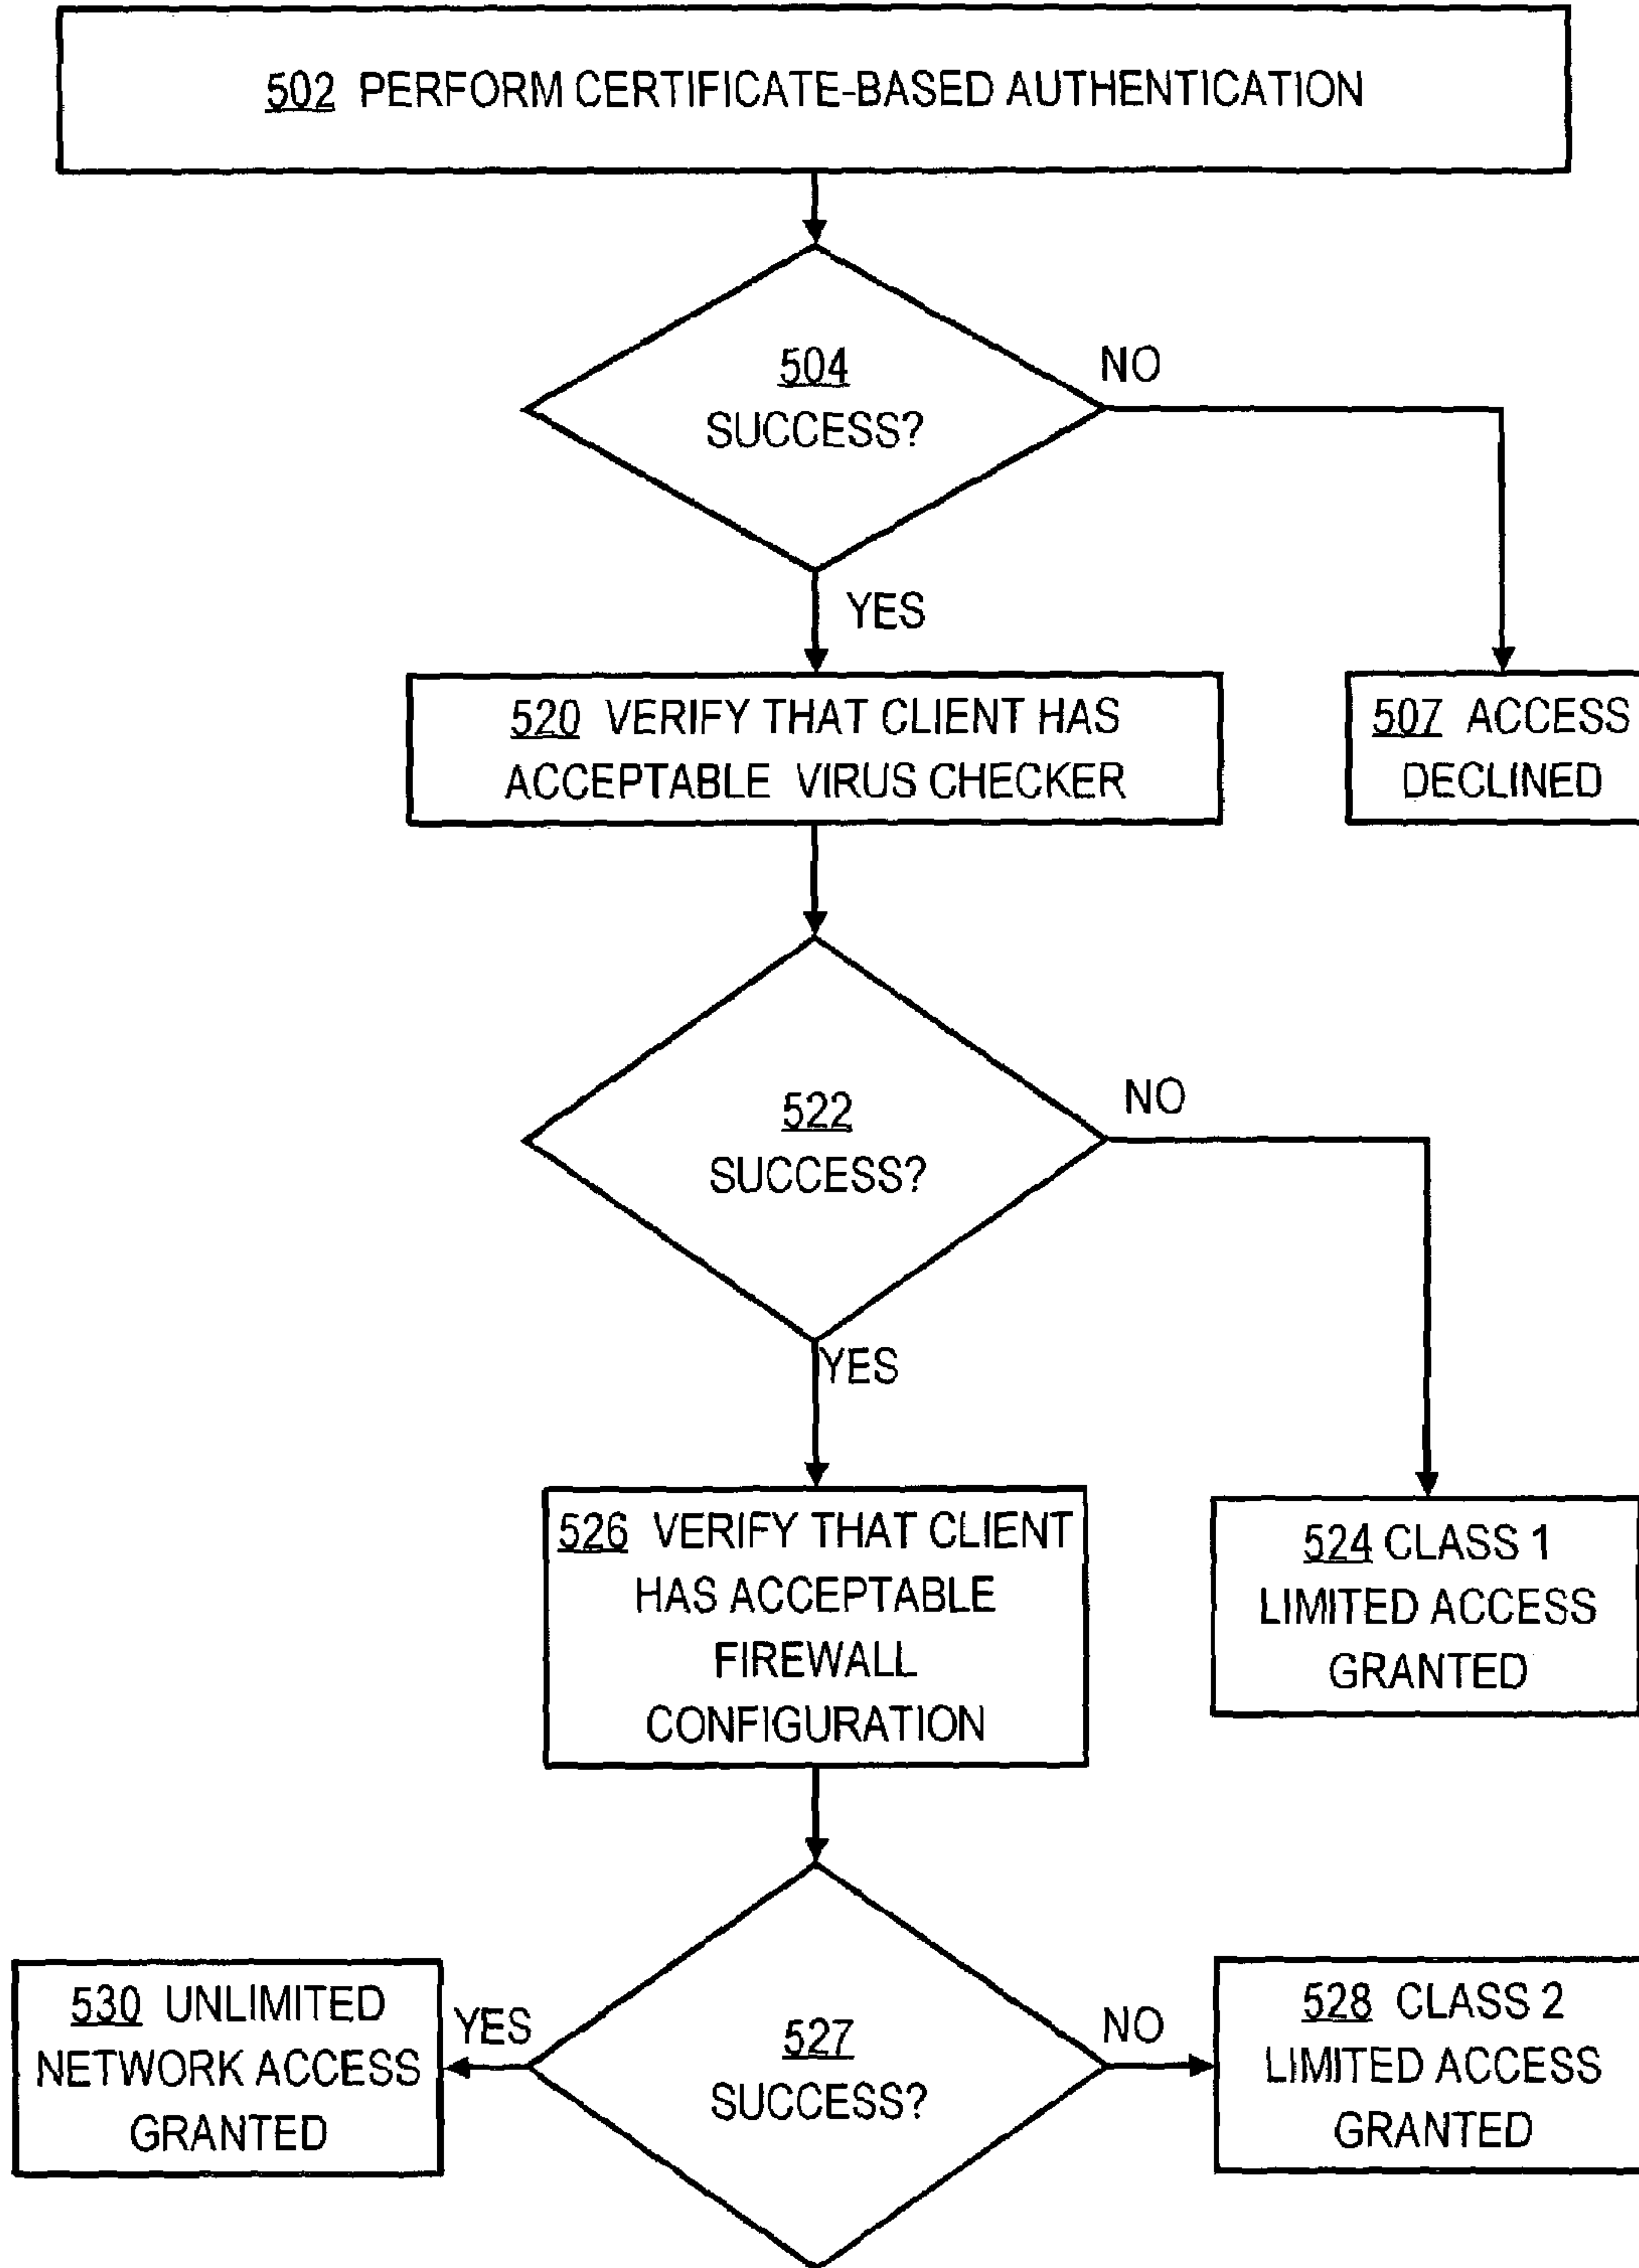 502 PERFORM CERTIFICATE-BASED AUTHENTICATION
504
SUCCESS?
NO
YES
520 VERIFY THAT CLIENT HAS
ACCEPTABLE VIRUS CHECKER
507 ACCESS
DECLINED
522
SUCCESS?
NO
YES
526 VERIFY THAT CLIENT
HAS ACCEPTABLE
FIREWALL
CONFIGURATION
524 CLASS 1
LIMITED ACCESS
GRANTED
530 UNLIMITED
NETWORK ACCESS
GRANTED
YES
527
SUCCESS?
NO
528 CLASS 2
LIMITED ACCESS
GRANTED